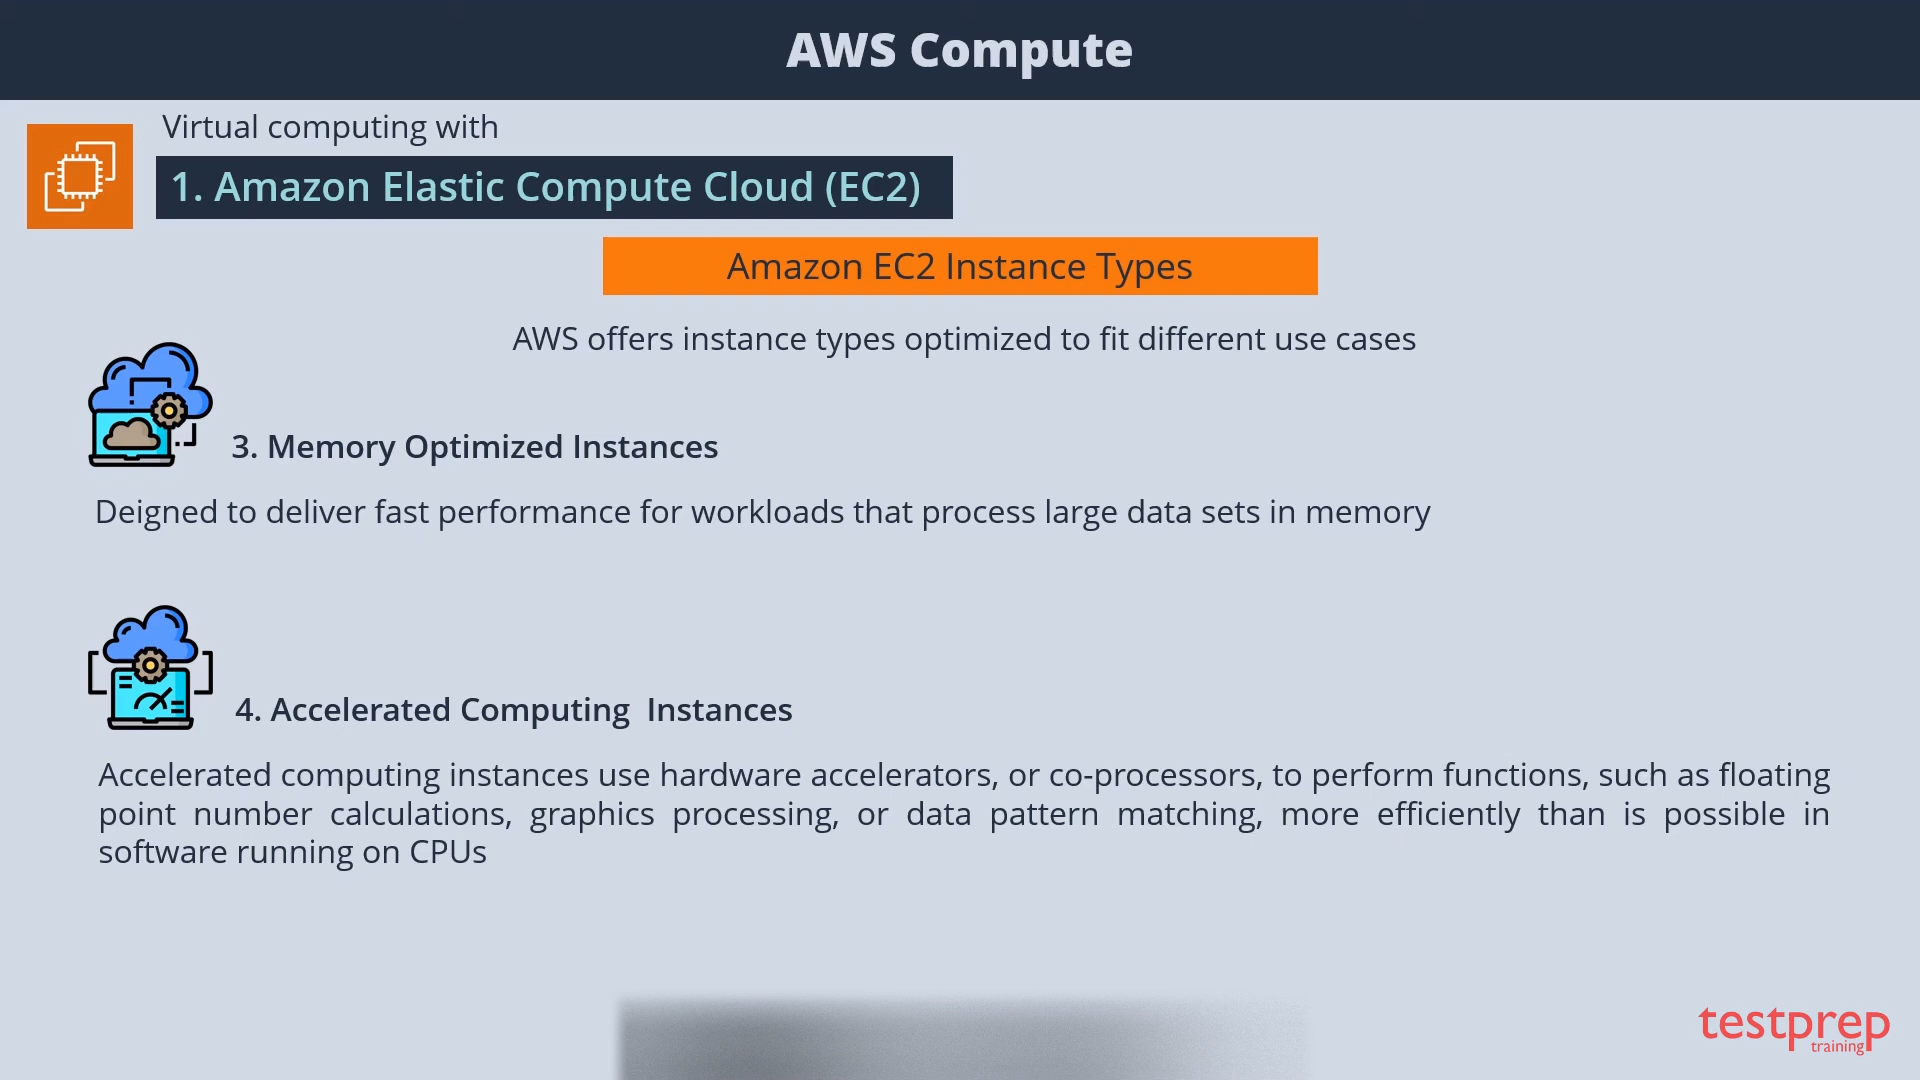 AWS Compute
Virtual computing with
1. Amazon Elastic Compute Cloud (EC2)
Amazon EC2 Instance Types
AWS offers instance types optimized to fit different use cases
3. Memory Optimized Instances
Deigned to deliver fast performance for workloads that process large data sets in memory
4. Accelerated Computing  Instances
Accelerated computing instances use hardware accelerators, or co-processors, to perform functions, such as floating
point number calculations, graphics processing, or data pattern matching, more efficiently than is possible in
software running on CPUs
testprep
training